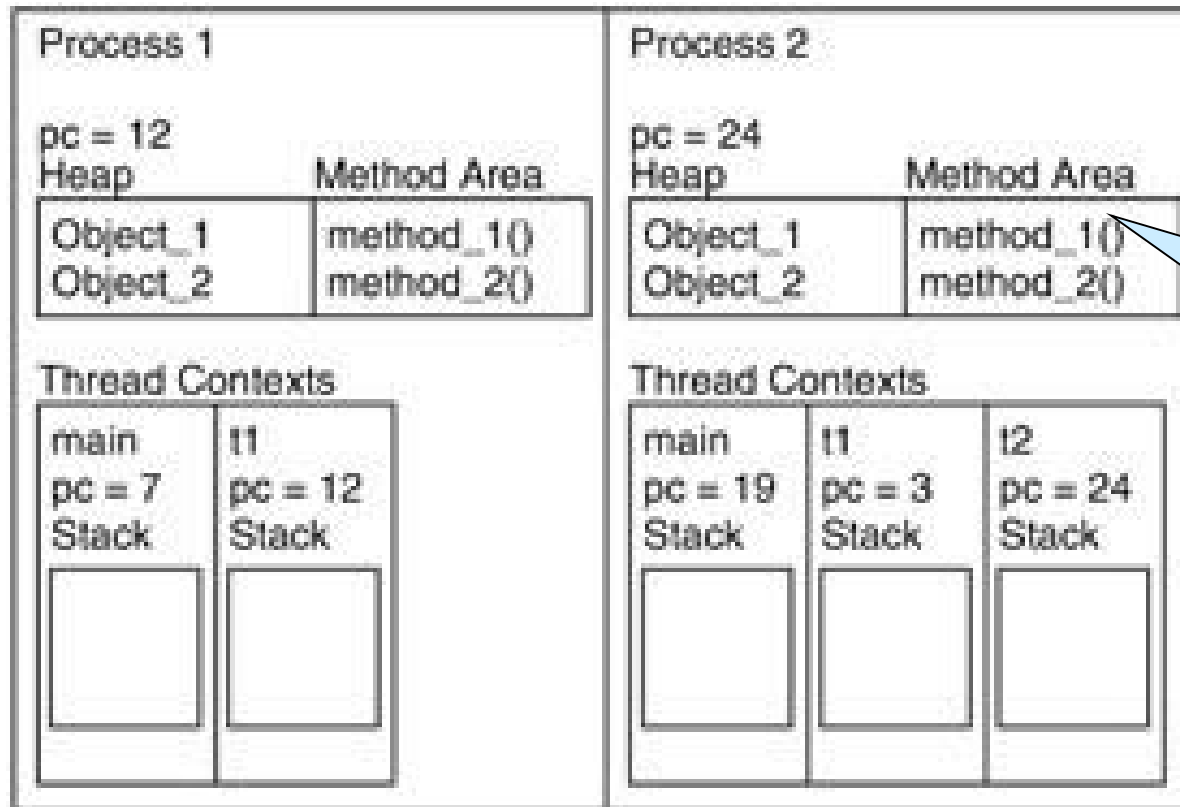 Process 1
pc = 12
Heap Method Area
Object_1 method_1()
Object_2 method_2()
Thread Contexts
main t1
pc = 7 pc = 12
Stack Stack
Process 2
pc = 24
Heap Method Area
Object_1 method_1()
Object_2 method_2()
Thread Contexts
main t1 t2
pc = 19 pc = 3 pc = 24
Stack Stack Stack